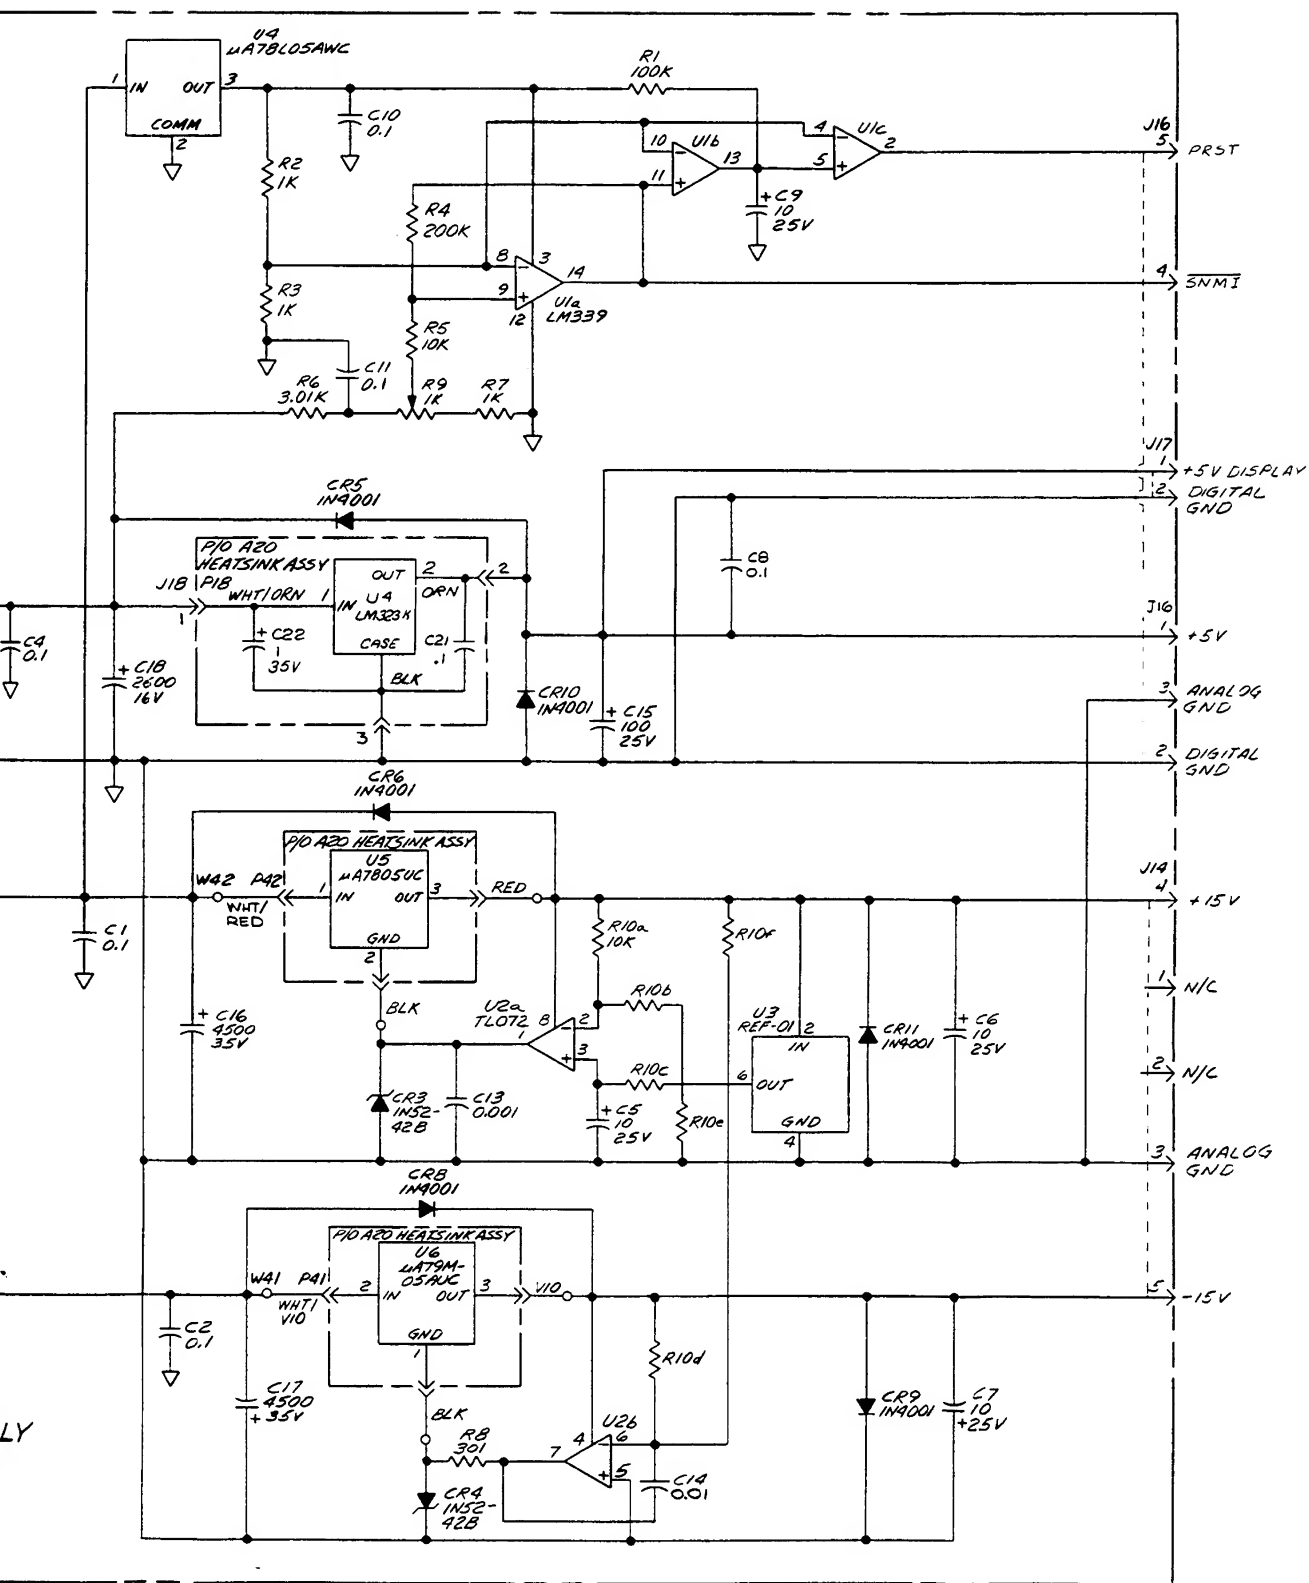 U4
µA78L05AWC
1
IN
OUT
3
COMM
2
R1
100K
C10
0.1
R2
1K
10
U1b
13
11
4
U1c
2
5
J16
5
PRST
+C9
10
25V
R4
200K
8
3
14
9
U1a
LM339
12
4
SNMI
R3
1K
R5
10K
C11
0.1
R6
3.01K
R9
1K
R7
1K
J17
1
+5V DISPLAY
2
DIGITAL
GND
CR5
1N4001
P/O A20
HEATSINK ASSY
J18
P18
WHT/ORN
1
1
IN
OUT
2
U4
LM323K
CASE
ORN
2
C8
0.1
J16
1
+5V
C4
0.1
+C18
2600
16V
+C22
1
35V
C21
.1
BLK
3
CR10
1N4001
+C15
100
25V
3
ANALOG
GND
2
DIGITAL
GND
CR6
1N4001
P/O A20 HEATSINK ASSY
U5
µA7805UC
W42
P42
1
IN
OUT
3
RED
WHT/
RED
GND
2
J14
4
+15V
C1
0.1
R10a
10K
R10f
BLK
U2a
TL072
1
8
2
3
R10b
U3
REF-01
2
IN
1
N/C
+C16
4500
35V
CR11
1N4001
+C6
10
25V
R10c
6
OUT
2
N/C
CR3
1N52-
42B
C13
0.001
+C5
10
25V
R10e
GND
4
3
ANALOG
GND
CR8
1N4001
P/O A20 HEATSINK ASSY
U6
µA79M-
05AUC
W41
P41
2
IN
OUT
3
VIO
WHT/
VIO
GND
1
5
-15V
C2
0.1
R10d
C17
4500
+35V
CR9
1N4001
C7
10
+25V
BLK
R8
301
7
4
U2b
6
5
C14
0.01
CR4
1N52-
42B
LY